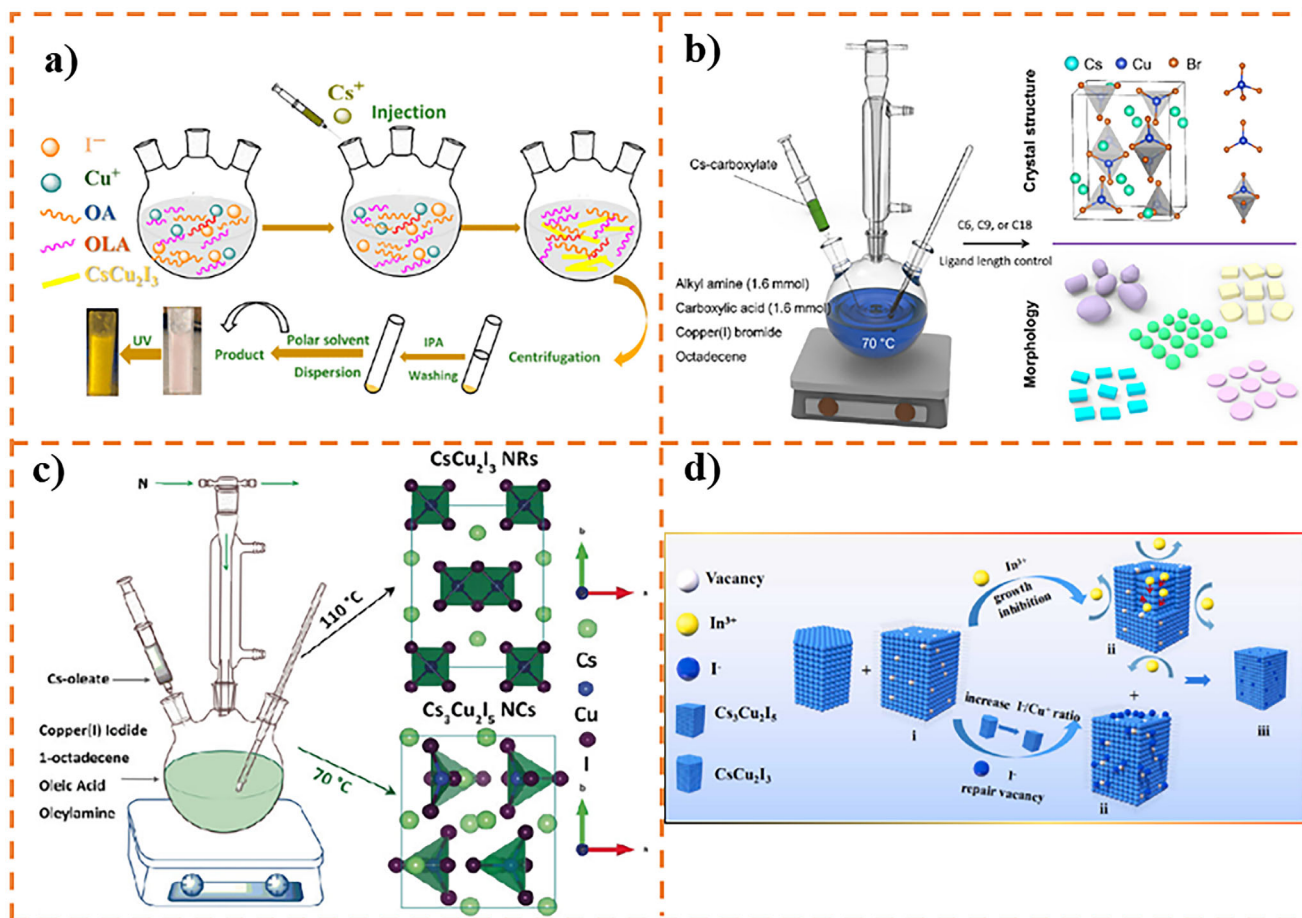 a)
Cs⁺
Injection
I⁻
Cu⁺
OA
OLA
CsCu₂I₃
UV
Product
Polar solvent
Dispersion
IPA
Washing
Centrifugation
b)
Cs-carboxylate
Alkyl amine (1.6 mmol)
Carboxylic acid (1.6 mmol)
Copper(I) bromide
Octadecene
70 °C
C6, C9, or C18
Ligand length control
Crystal structure
Cs Cu Br
Morphology
c)
N
Cs-oleate
Copper(I) Iodide
1-octadecene
Oleic Acid
Oleylamine
110 °C
70 °C
CsCu₂I₃ NRs
b
a
Cs
Cu
I
Cs₃Cu₂I₅ NCs
b
a
d)
Vacancy
In³⁺
I⁻
Cs₃Cu₂I₅
CsCu₂I₃
+
i
In³⁺
growth
inhibition
increase I⁻/Cu⁺ ratio
I⁻
repair vacancy
ii
+
ii
iii